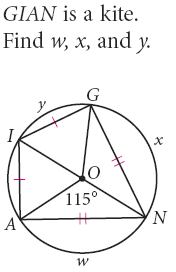 GIAN is a kite.
Find w, x, and y.
G
y
x
I
O
115°
A
N
w